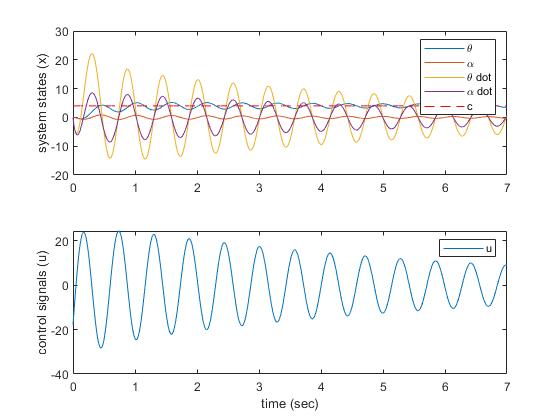 30
20
10
0
-10
-20
system states (x)
θ
α
θ dot
α dot
c
0 1 2 3 4 5 6 7
20
0
-20
-40
control signals (u)
u
0 1 2 3 4 5 6 7
time (sec)